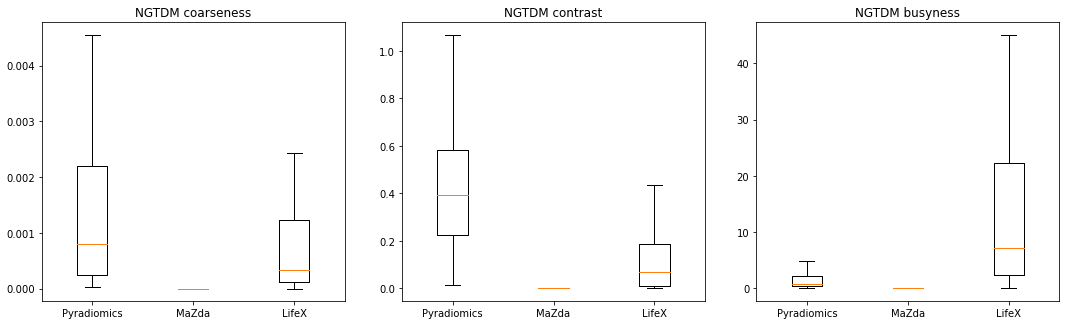 NGTDM coarseness
0.004
0.003
0.002
0.001
0.000
Pyradiomics MaZda LifeX
NGTDM contrast
1.0
0.8
0.6
0.4
0.2
0.0
Pyradiomics MaZda LifeX
NGTDM busyness
40
30
20
10
0
Pyradiomics MaZda LifeX